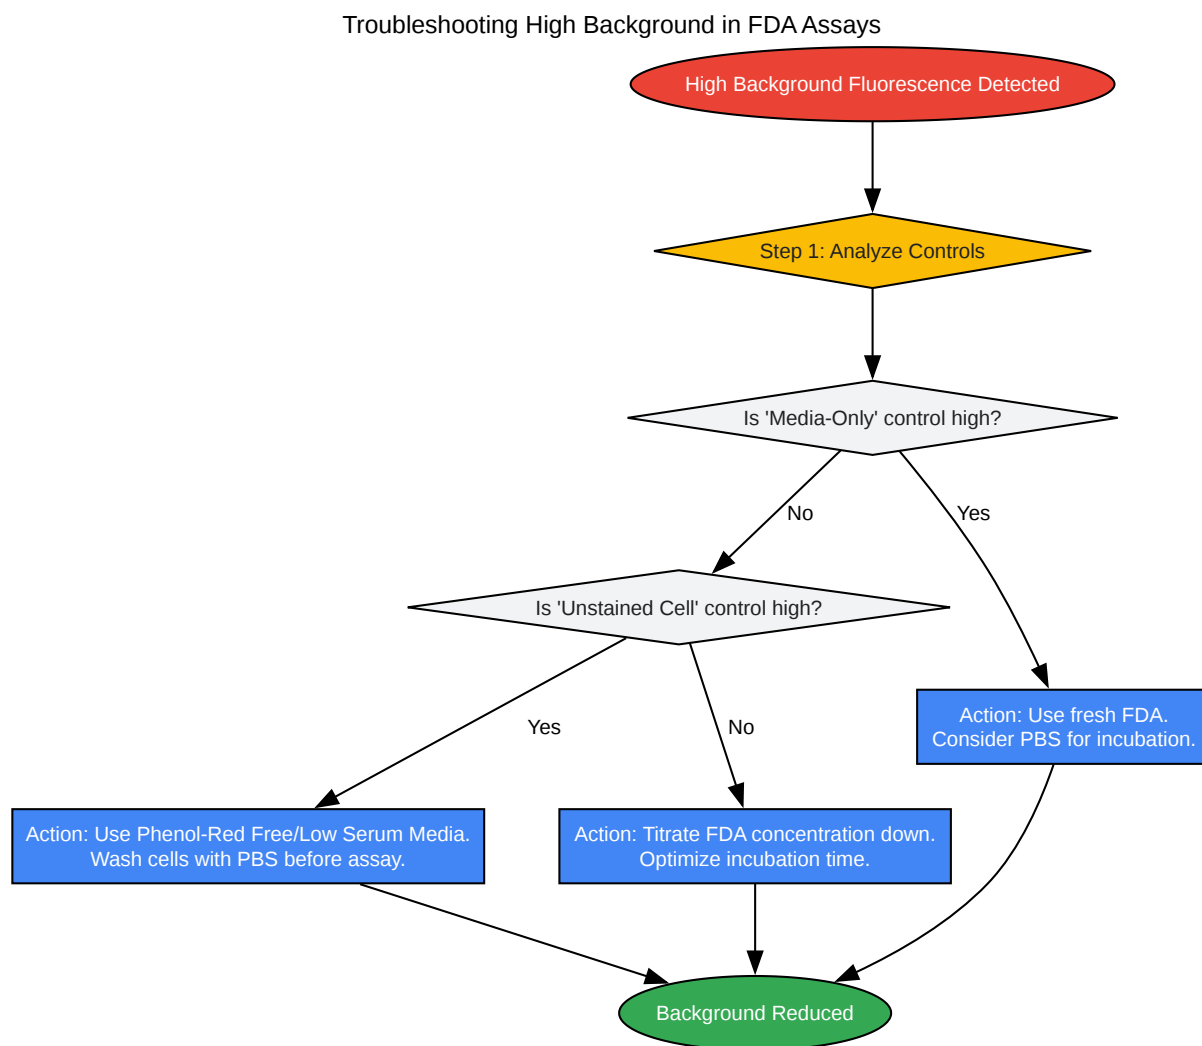 Troubleshooting High Background in FDA Assays
High Background Fluorescence Detected
Step 1: Analyze Controls
Is 'Media-Only' control high?
No
Yes
Is 'Unstained Cell' control high?
Yes
No
Action: Use fresh FDA.
Consider PBS for incubation.
Action: Use Phenol-Red Free/Low Serum Media.
Wash cells with PBS before assay.
Action: Titrate FDA concentration down.
Optimize incubation time.
Background Reduced